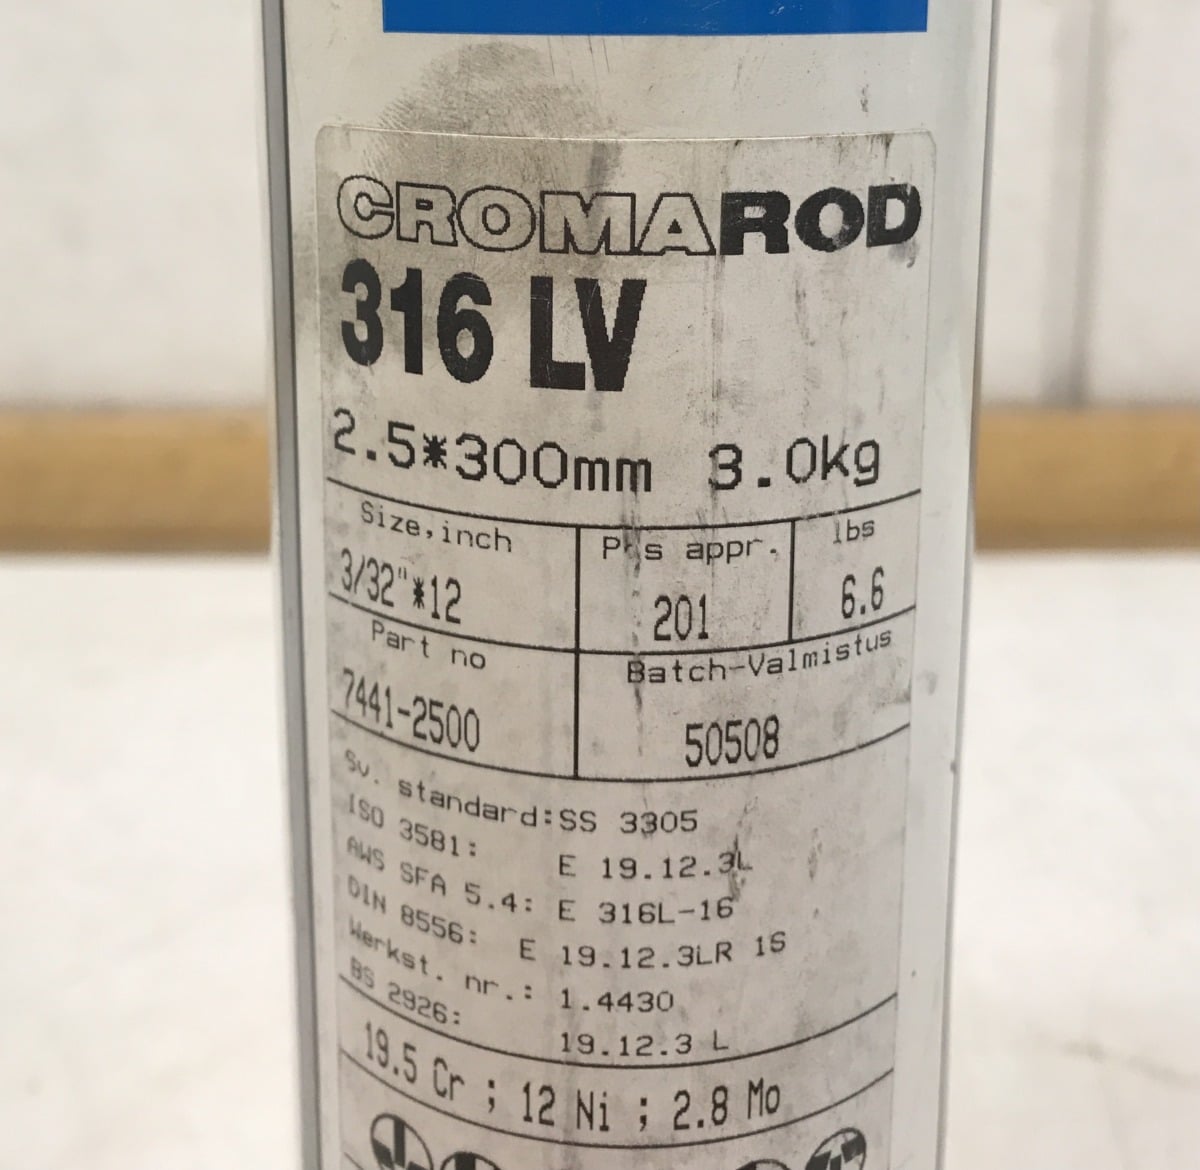 CROMAROD
316 LV
2.5*300mm 3.0kg
Size,inch Pcs appr. lbs
3/32"*12 201 6.6
Part no Batch-Valmistus
7441-2500 50508
Sv. standard:SS 3305
ISO 3581: E 19.12.3L
AWS SFA 5.4: E 316L-16
DIN 8556: E 19.12.3LR 1S
Werkst. nr.: 1.4430
BS 2926: 19.12.3 L
19.5 Cr ; 12 Ni ; 2.8 Mo